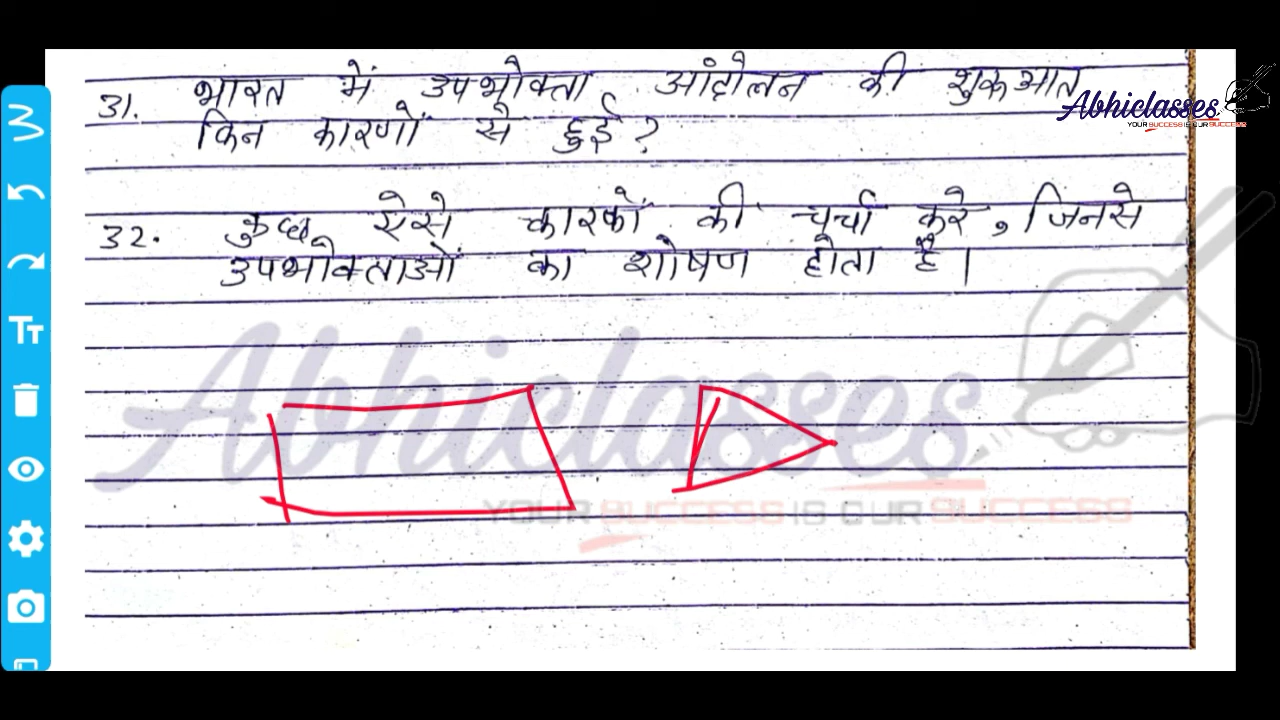 31. भारत में उपभोक्ता आंदोलन की शुरुआत
किन कारणों से हुई?
Abhiclasses
YOUR SUCCESS IS OUR SUCCESS
32. कुछ ऐसे कारकों की चर्चा करे, जिनसे
उपभोक्ताओं का शोषण होता है।
Abhiclasses
YOUR SUCCESS IS OUR SUCCESS
TT